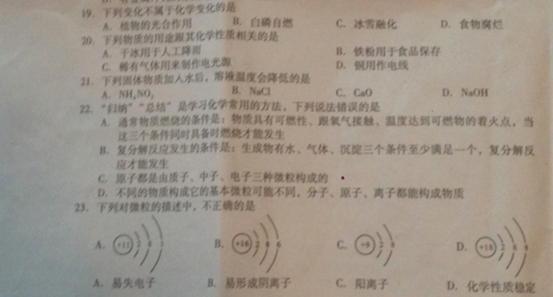 19. 下列变化不属于化学变化的是
A. 植物的光合作用 B. 白磷自燃 C. 冰雪融化 D. 食物腐烂
20. 下列物质的用途跟其化学性质相关的是
A. 干冰用于人工降雨 B. 铁粉用于食品保存
C. 稀有气体用来制作电光源 D. 铜用作电线
21. 下列固体物质加入水后，溶液温度会降低的是
A. NH₄NO₃ B. NaCl C. CaO D. NaOH
22. “归纳”“总结”是学习化学常用的方法，下列说法错误的是
A. 通常物质燃烧的条件是：物质具有可燃性、跟氧气接触、温度达到可燃物的着火点，当
这三个条件同时具备时燃烧才能发生
B. 复分解反应发生的条件是：生成物有水、气体、沉淀三个条件至少满足一个，复分解反
应才能发生
C. 原子都是由质子、中子、电子三种微粒构成的
D. 不同的物质构成它的基本微粒可能不同，分子、原子、离子都能构成物质
23. 下列对微粒的描述中，不正确的是
A. +11 2 8 1 B. +16 2 8 6 C. +9 2 8 D. +18 2 8 8
A. 易失电子 B. 易形成阴离子 C. 阳离子 D. 化学性质稳定